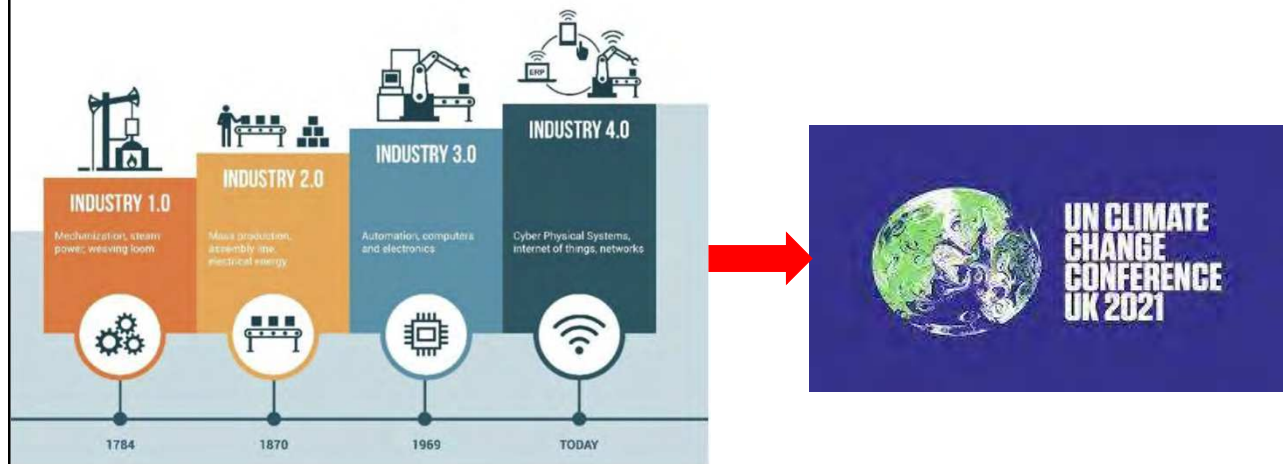 ERP
INDUSTRY 1.0
Mechanization, steam
power, weaving loom
INDUSTRY 2.0
Mass production,
assembly line,
electrical energy
INDUSTRY 3.0
Automation, computers
and electronics
INDUSTRY 4.0
Cyber Physical Systems,
internet of things, networks
1784
1870
1969
TODAY
UN CLIMATE
CHANGE
CONFERENCE
UK 2021